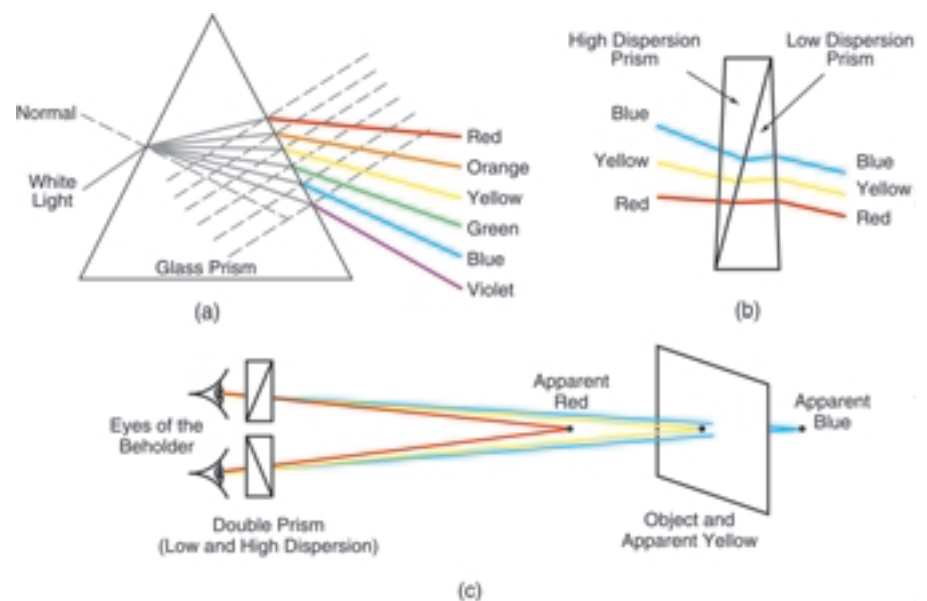 Normal
White
Light
Glass Prism
Red
Orange
Yellow
Green
Blue
Violet
(a)
High Dispersion
Prism
Low Dispersion
Prism
Blue
Yellow
Red
Blue
Yellow
Red
(b)
Eyes of the
Beholder
Double Prism
(Low and High Dispersion)
Apparent
Red
Apparent
Blue
Object and
Apparent Yellow
(c)